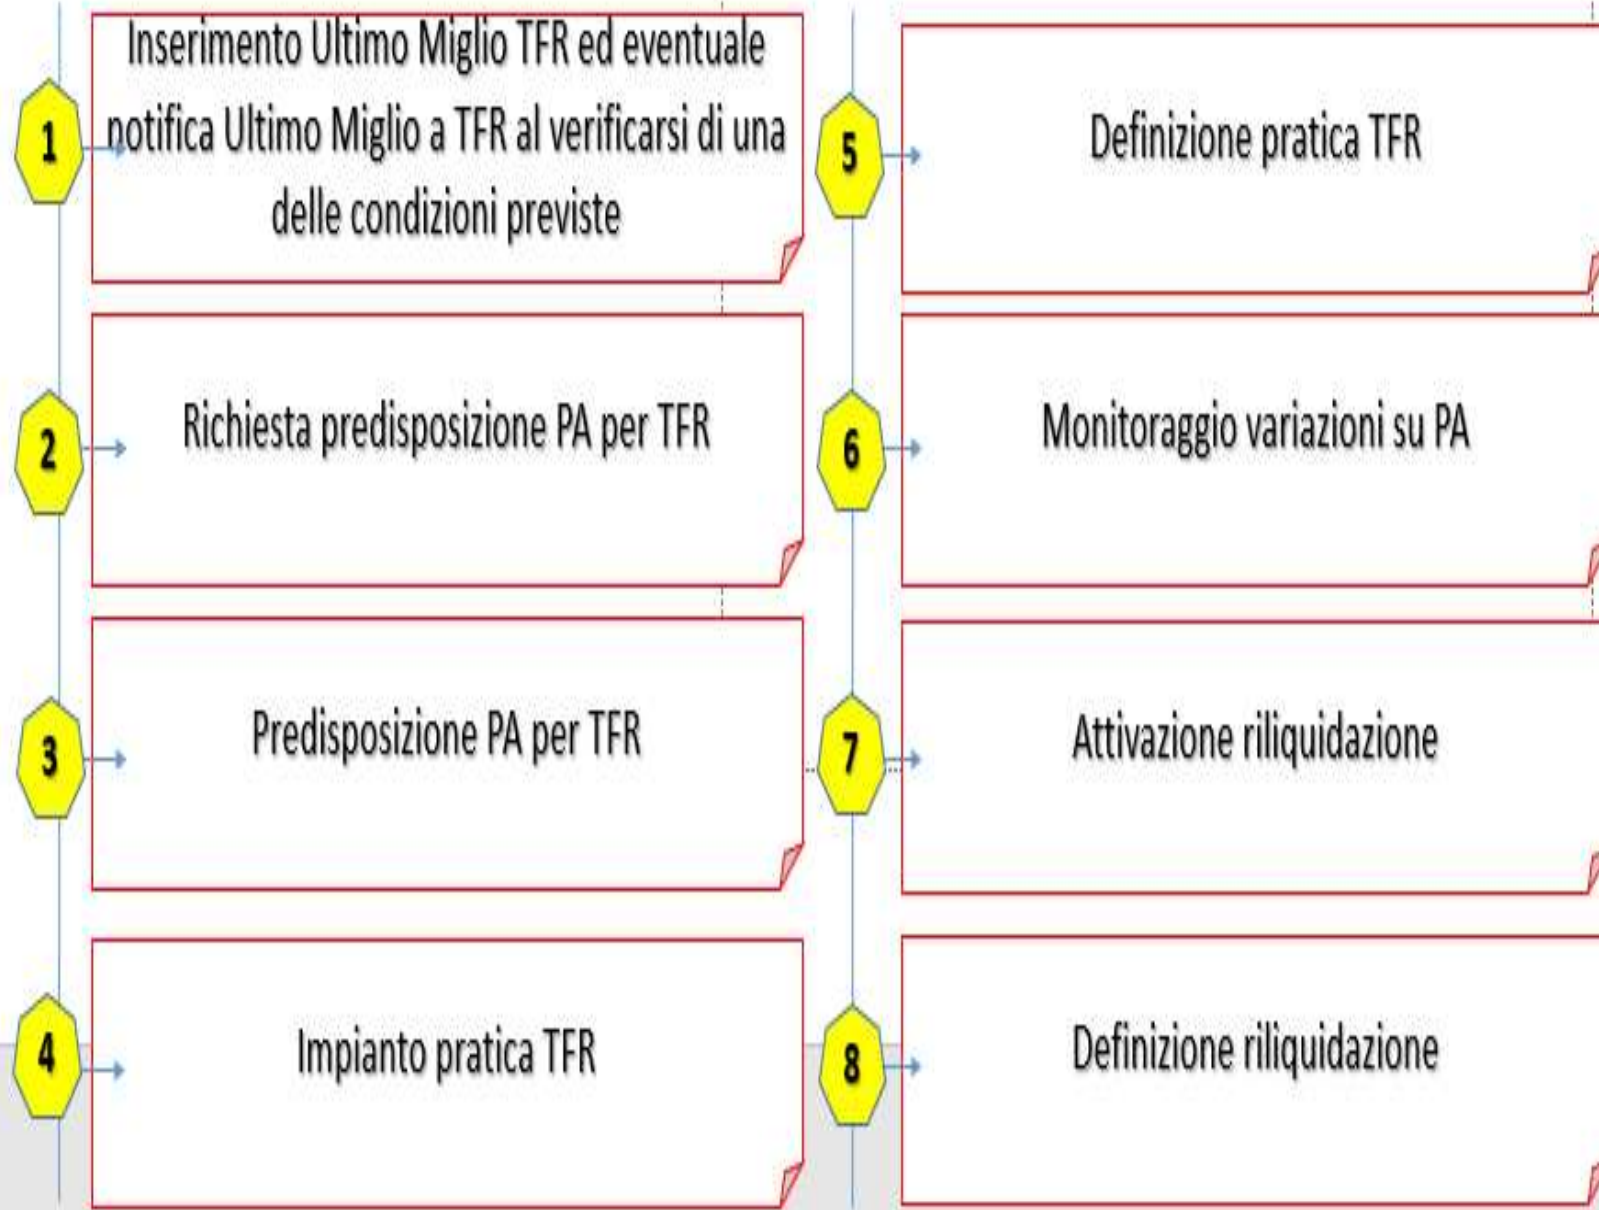 1
Inserimento Ultimo Miglio TFR ed eventuale
notifica Ultimo Miglio a TFR al verificarsi di una
delle condizioni previste
2
Richiesta predisposizione PA per TFR
3
Predisposizione PA per TFR
4
Impianto pratica TFR
5
Definizione pratica TFR
6
Monitoraggio variazioni su PA
7
Attivazione riliquidazione
8
Definizione riliquidazione